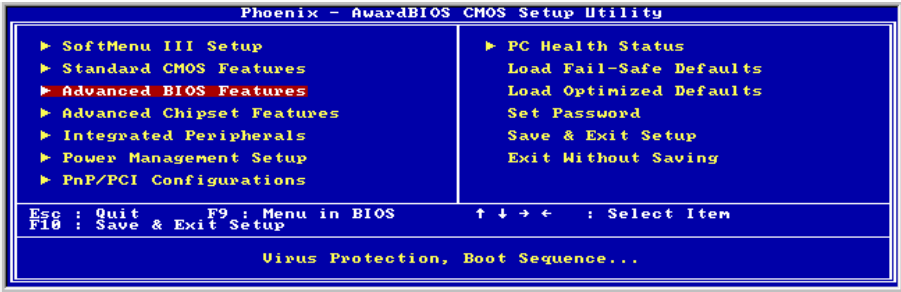 Phoenix - AwardBIOS CMOS Setup Utility
▶ SoftMenu III Setup
▶ Standard CMOS Features
▶ Advanced BIOS Features
▶ Advanced Chipset Features
▶ Integrated Peripherals
▶ Power Management Setup
▶ PnP/PCI Configurations
▶ PC Health Status
Load Fail-Safe Defaults
Load Optimized Defaults
Set Password
Save & Exit Setup
Exit Without Saving
Esc : Quit F9 : Menu in BIOS ↑ ↓ → ← : Select Item
F10 : Save & Exit Setup
Virus Protection, Boot Sequence...